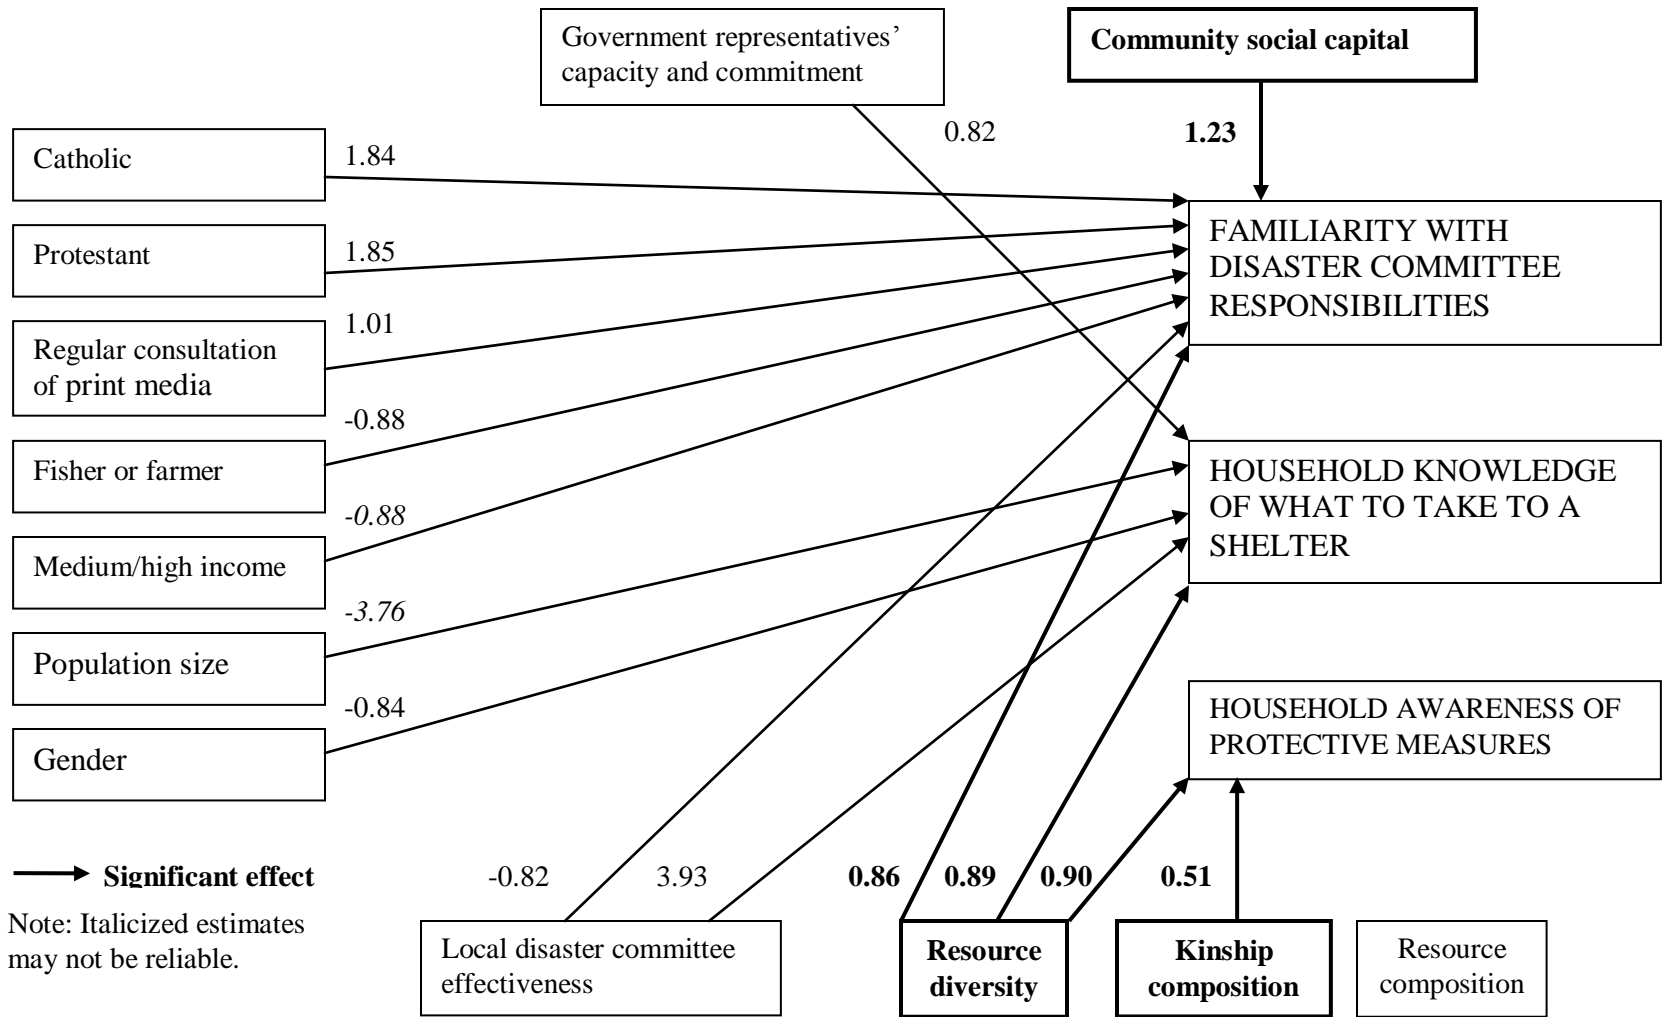 Government representatives’
capacity and commitment
Community social capital
0.82
1.23
Catholic
1.84
Protestant
1.85
Regular consultation
of print media
1.01
Fisher or farmer
-0.88
Medium/high income
-0.88
Population size
-3.76
Gender
-0.84
FAMILIARITY WITH
DISASTER COMMITTEE
RESPONSIBILITIES
HOUSEHOLD KNOWLEDGE
OF WHAT TO TAKE TO A
SHELTER
HOUSEHOLD AWARENESS OF
PROTECTIVE MEASURES
Significant effect
Note: Italicized estimates
may not be reliable.
-0.82
3.93
0.86
0.89
0.90
0.51
Local disaster committee
effectiveness
Resource
diversity
Kinship
composition
Resource
composition